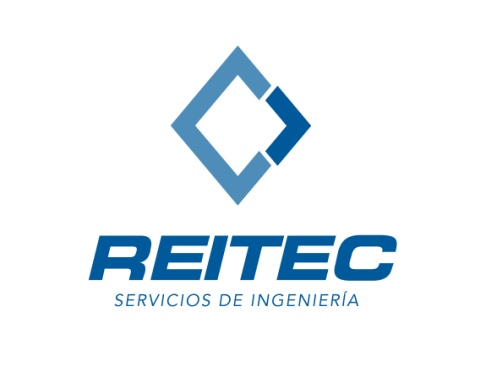 REITEC
SERVICIOS DE INGENIERÍA